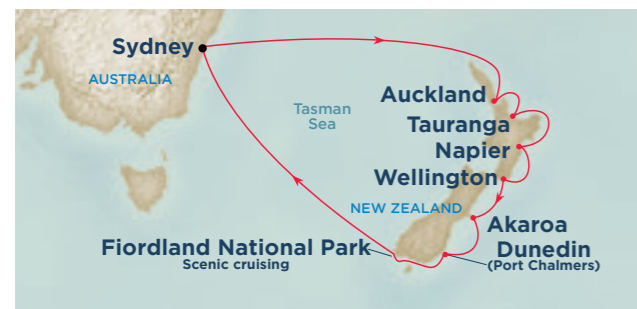 Sydney
AUSTRALIA
Auckland
Tasman
Sea
Tauranga
Napier
Wellington
NEW ZEALAND
Akaroa
Dunedin
(Port Chalmers)
Fiordland National Park
Scenic cruising